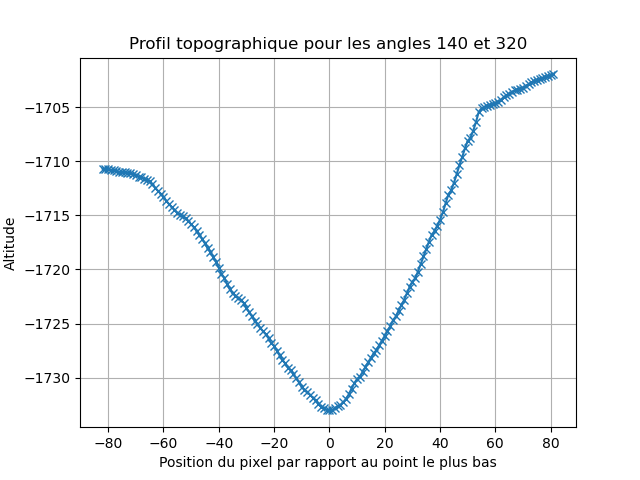 Profil topographique pour les angles 140 et 320
Altitude
−1705
−1710
−1715
−1720
−1725
−1730
−80 −60 −40 −20 0 20 40 60 80
Position du pixel par rapport au point le plus bas